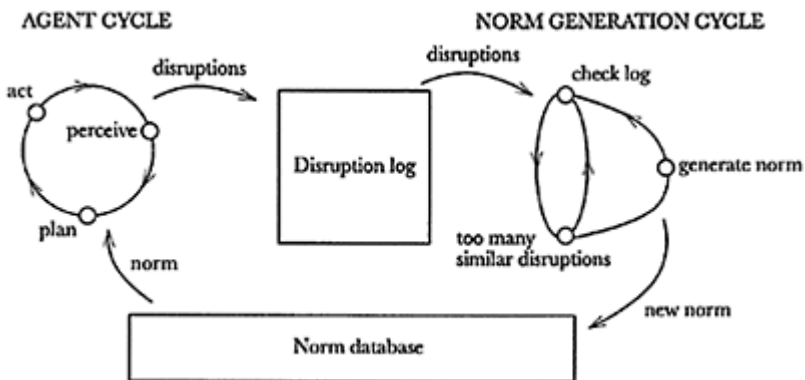 AGENT CYCLE
NORM GENERATION CYCLE
disruptions
disruptions
act
check log
perceive
Disruption log
generate norm
plan
too many
similar disruptions
norm
new norm
Norm database